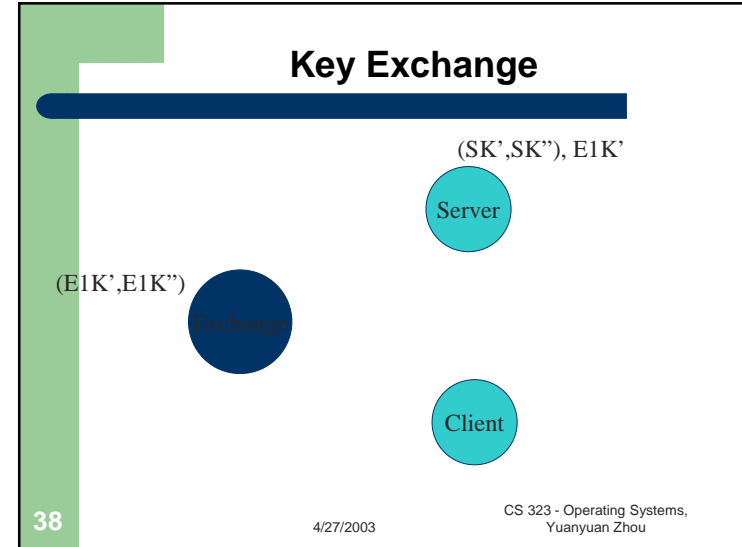 Key Exchange
(SK’,SK”), E1K’
Server
(E1K’,E1K”)
Exchange
Client
38
4/27/2003
CS 323 - Operating Systems,
Yuanyuan Zhou